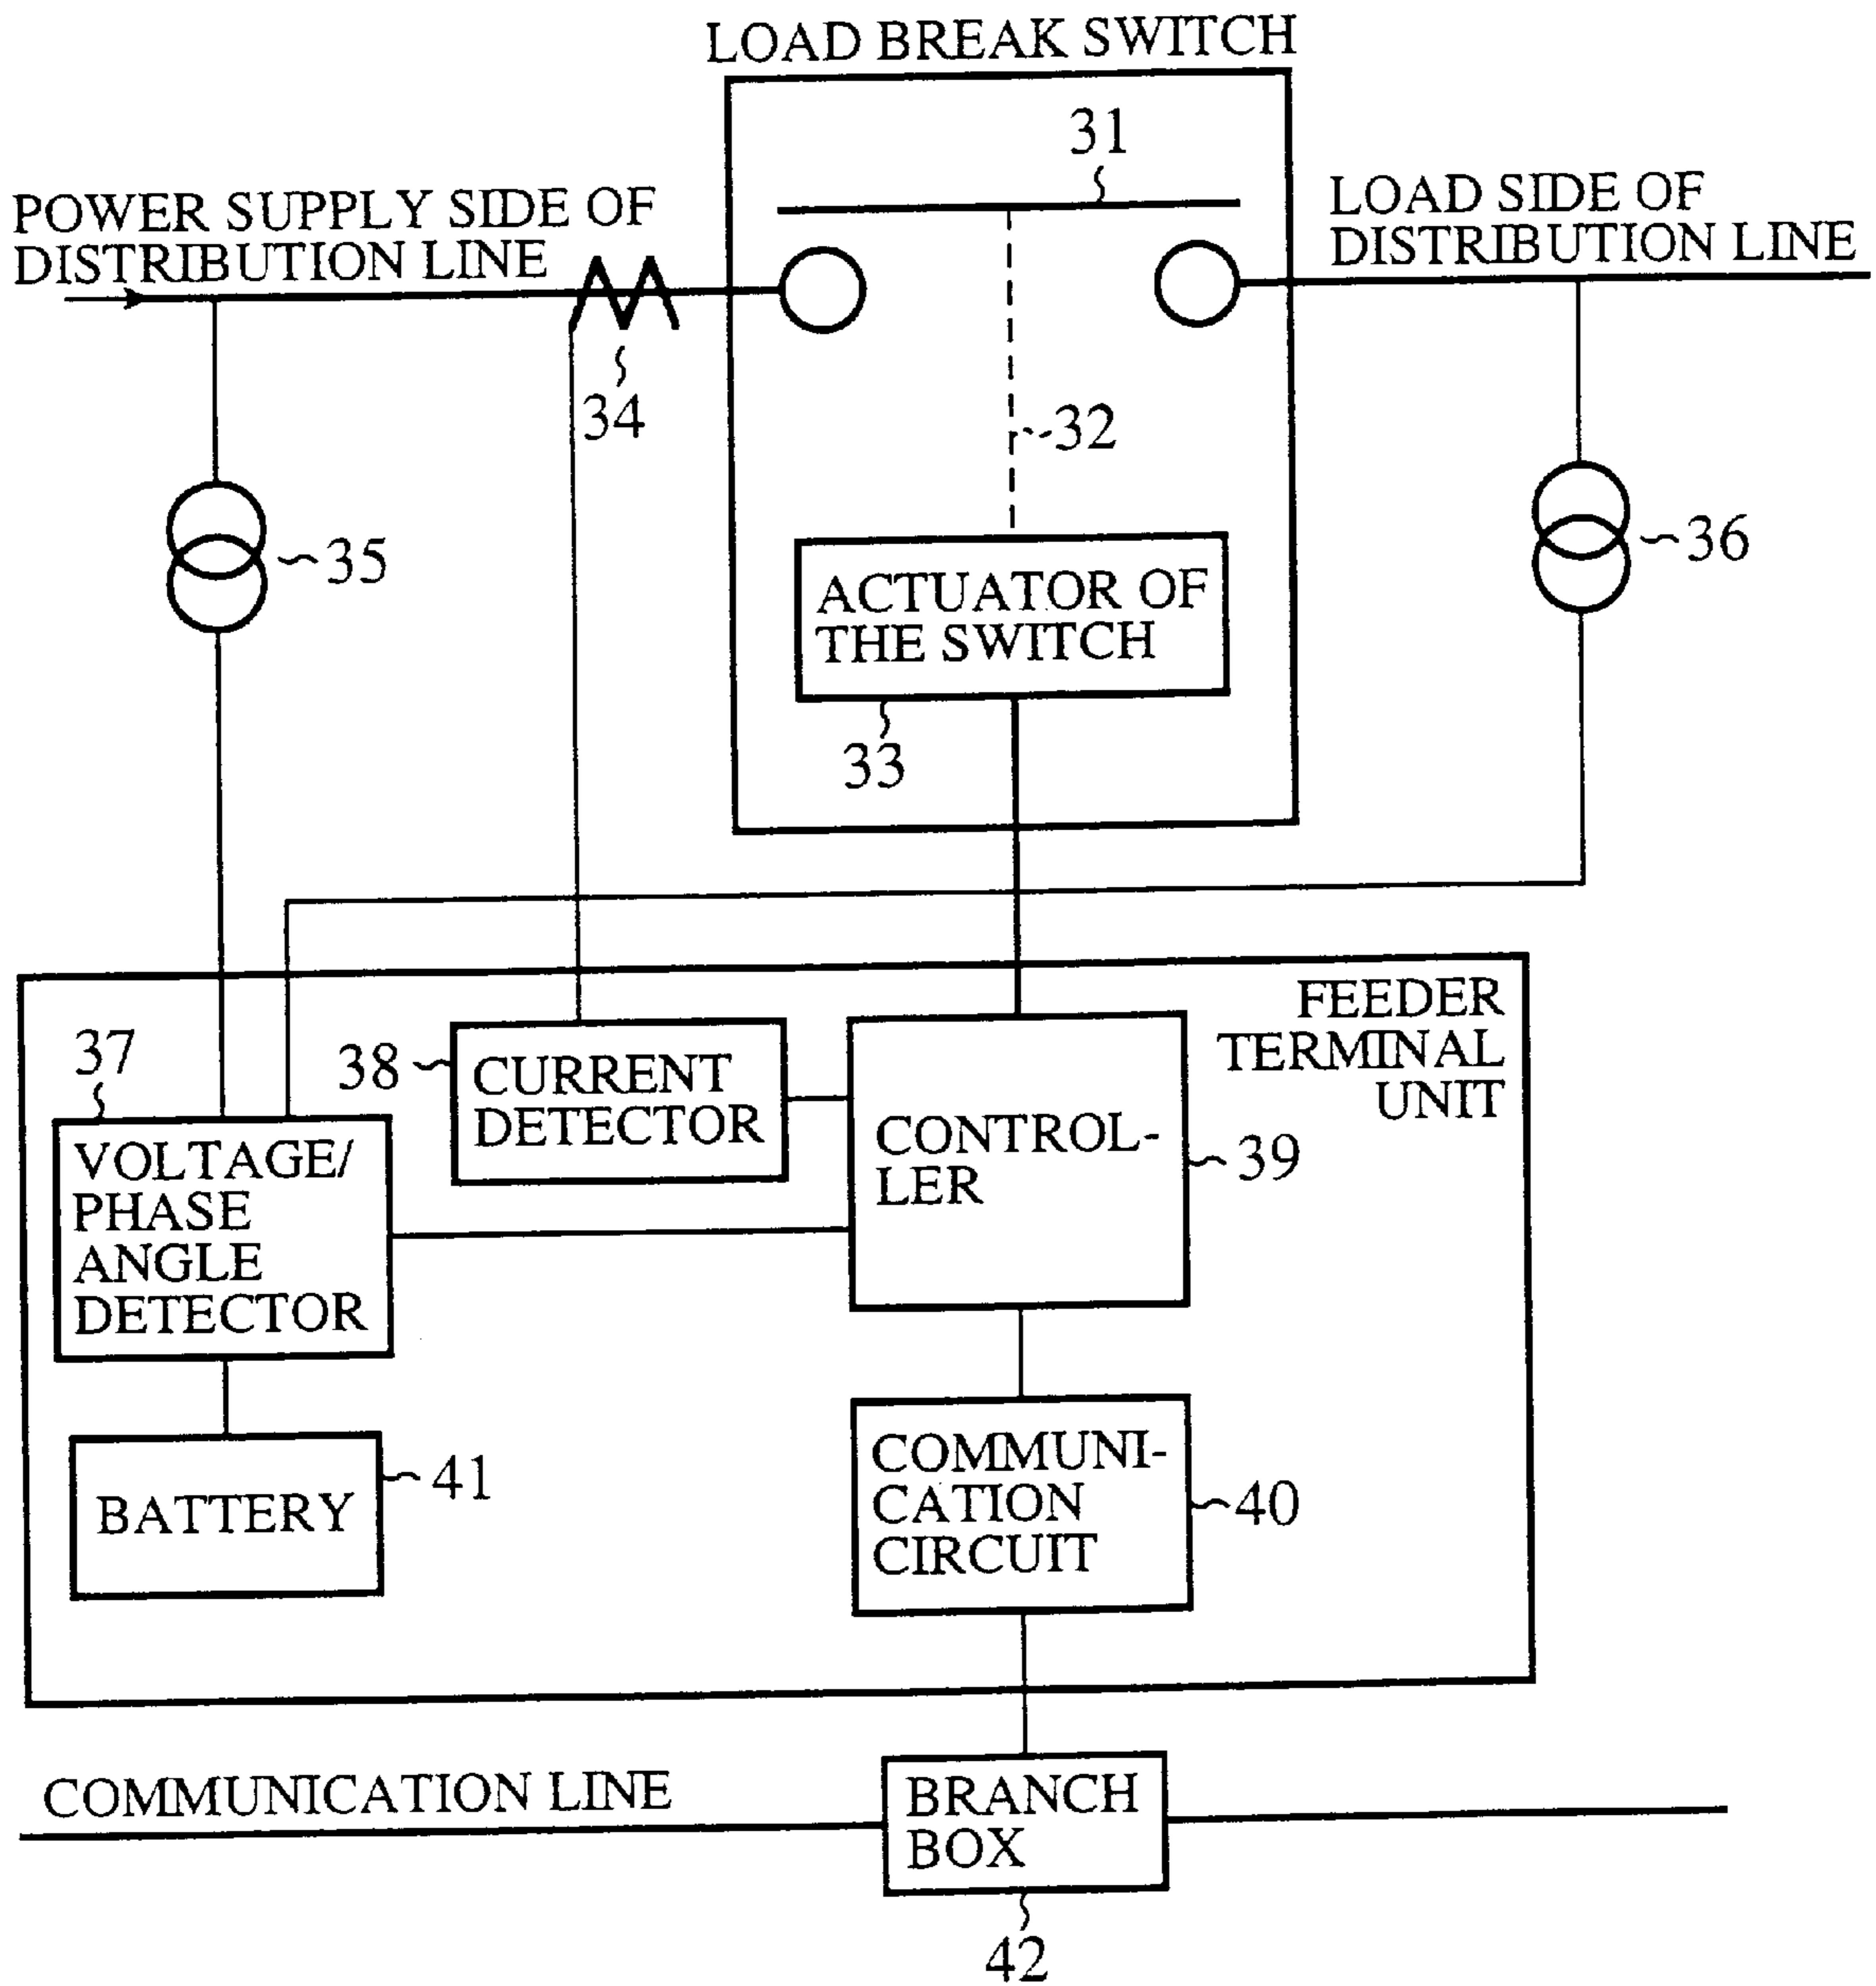 LOAD BREAK SWITCH
31
POWER SUPPLY SIDE OF
DISTRIBUTION LINE
LOAD SIDE OF
DISTRIBUTION LINE
34
32
35
36
ACTUATOR OF
THE SWITCH
33
FEEDER
TERMINAL
UNIT
37
38
CURRENT
DETECTOR
CONTROL-
LER
39
VOLTAGE/
PHASE
ANGLE
DETECTOR
COMMUNI-
CATION
CIRCUIT
40
BATTERY
41
COMMUNICATION LINE
BRANCH
BOX
42